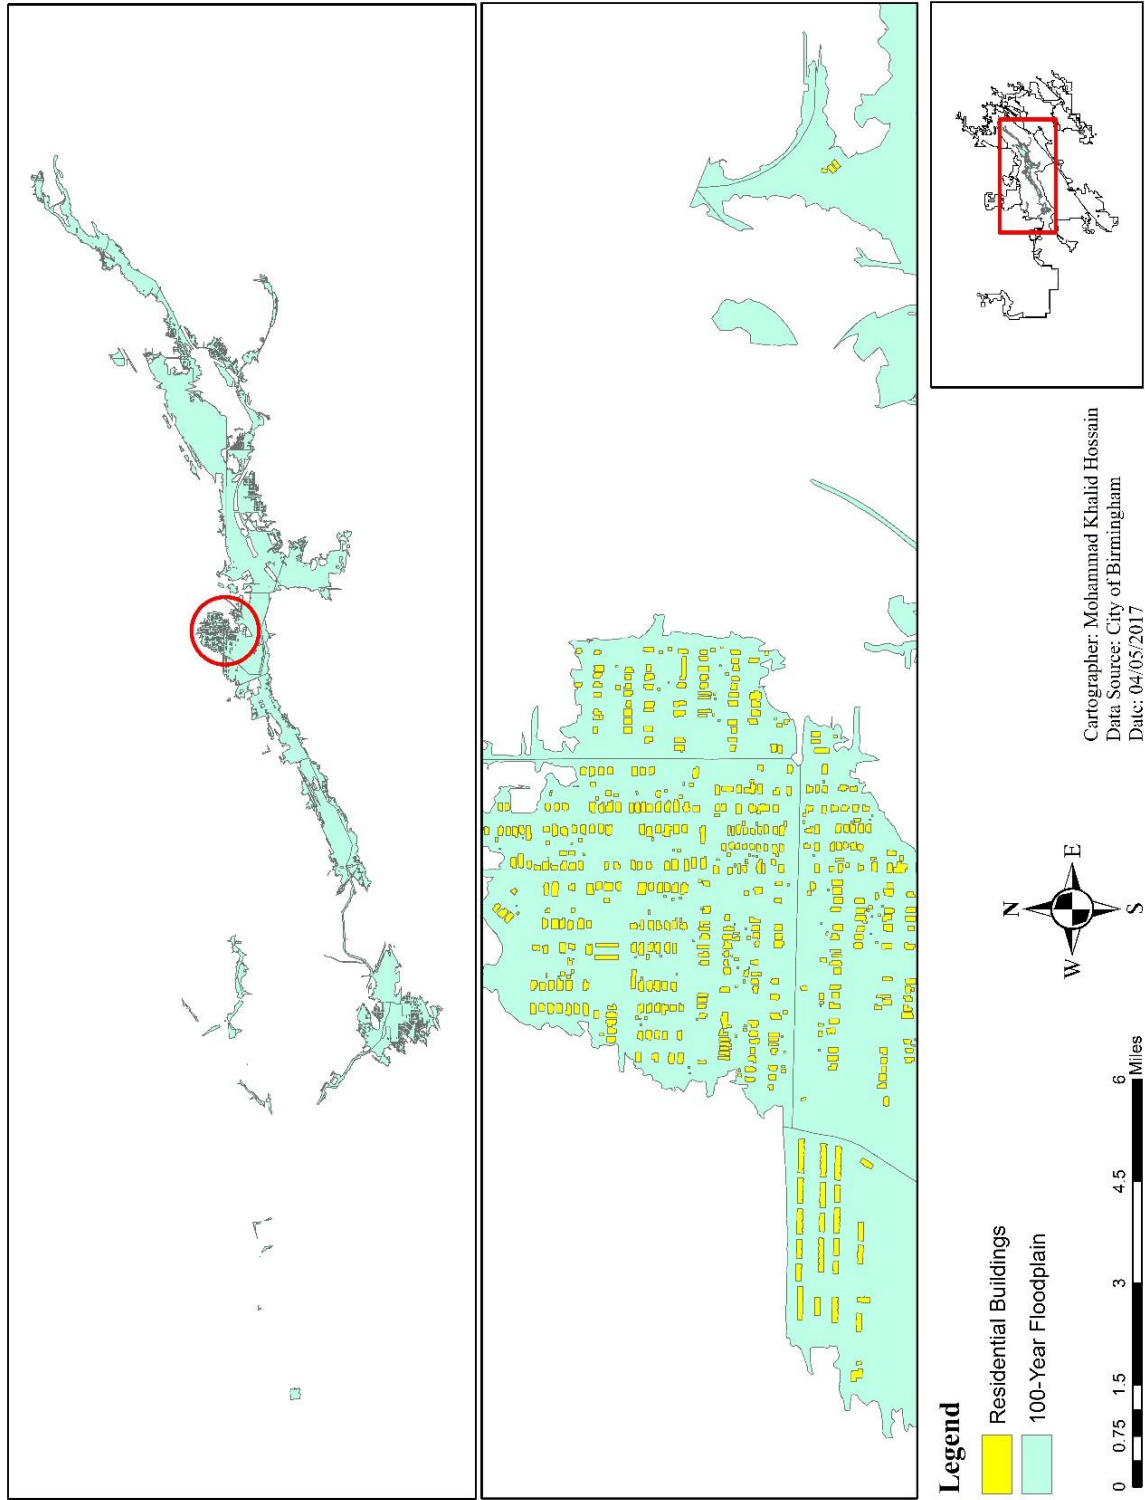 Legend
Residential Buildings
100-Year Floodplain
0 0.75 1.5 3 4.5 6
Miles
N
W E
S
Cartographer: Mohammad Khalid Hossain
Data Source: City of Birmingham
Date: 04/05/2017